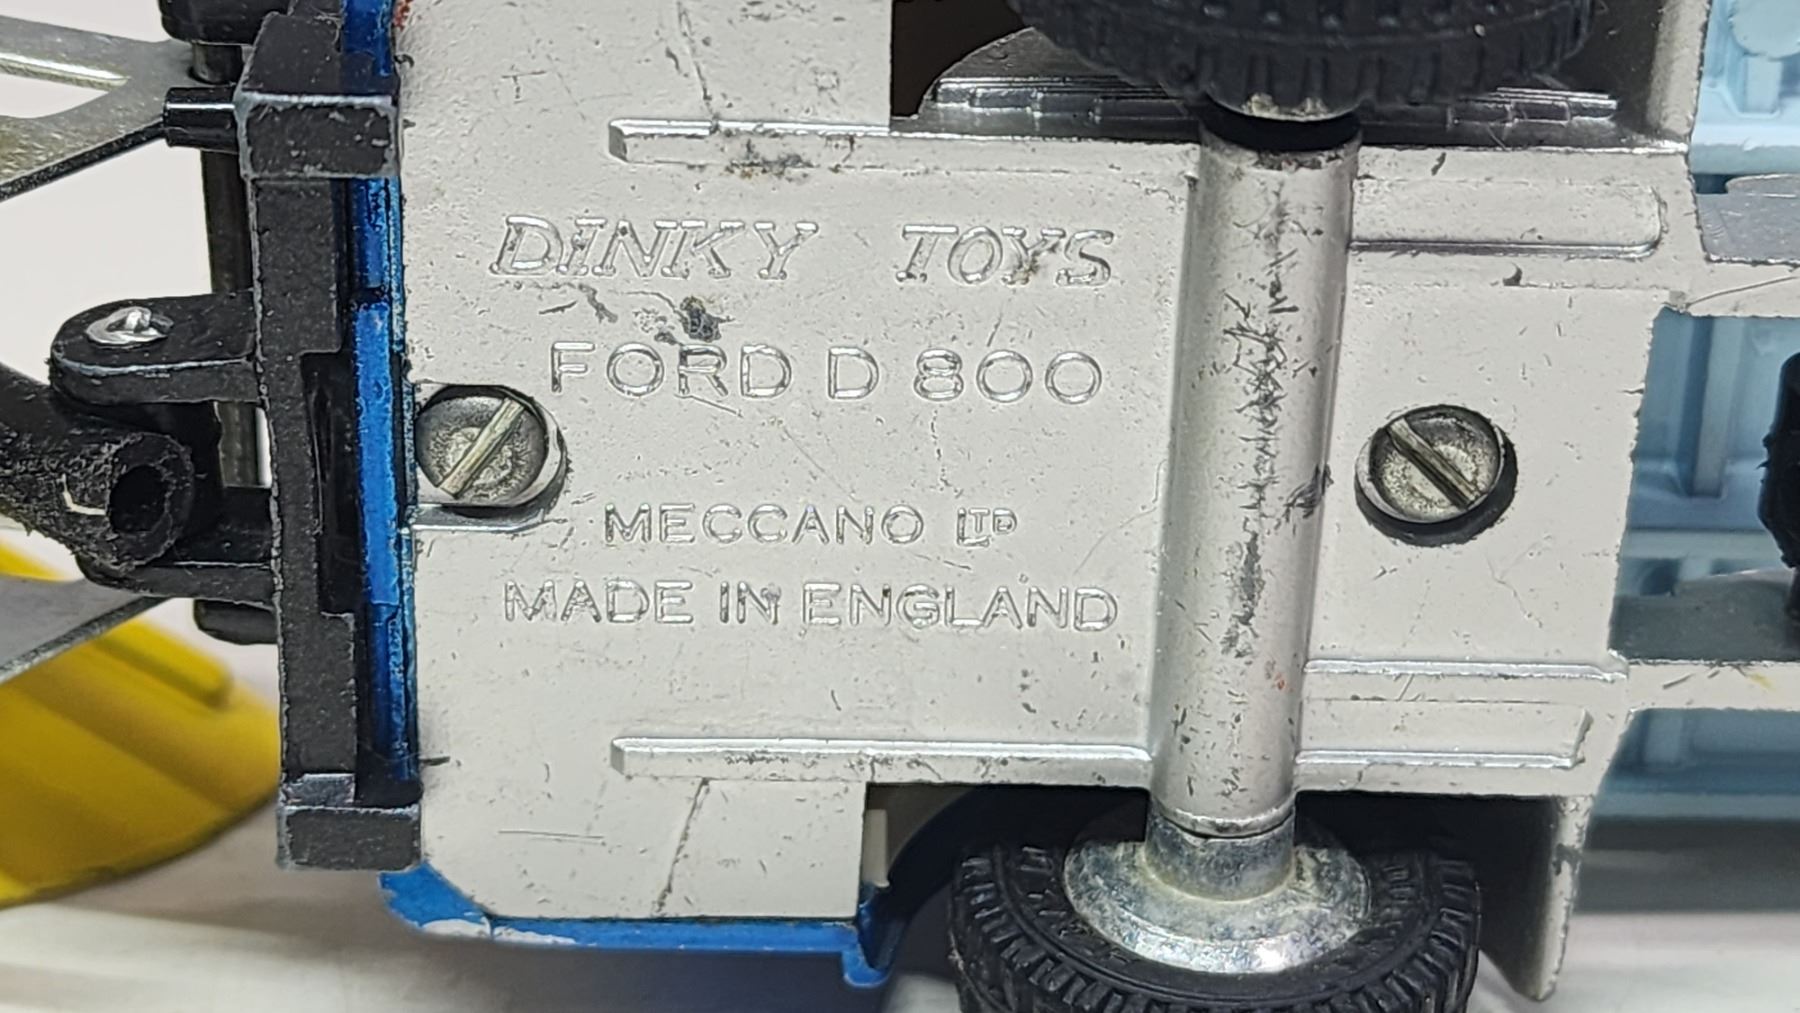 DINKY TOYS
FORD D 800
MECCANO LTD
MADE IN ENGLAND